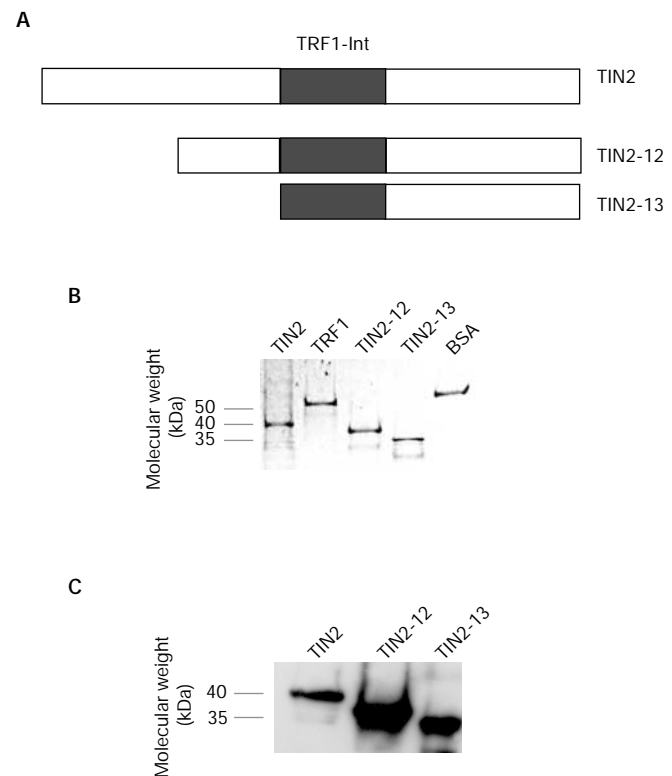 A
TRF1-Int
TIN2
TIN2-12
TIN2-13
B
TIN2
TRF1
TIN2-12
TIN2-13
BSA
Molecular weight
(kDa)
50
40
35
C
TIN2
TIN2-12
TIN2-13
Molecular weight
(kDa)
40
35